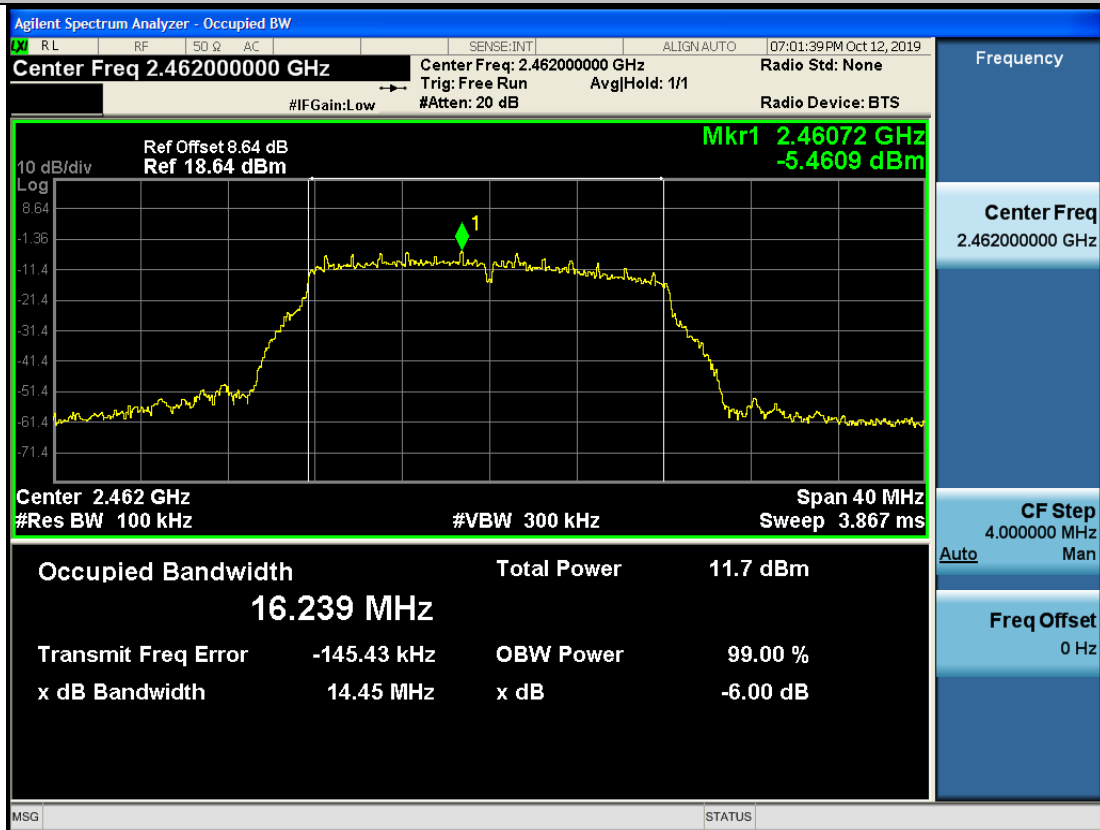 Agilent Spectrum Analyzer - Occupied BW
LXI RL RF 50 Ω AC SENSE:INT ALIGN AUTO 07:01:39 PM Oct 12, 2019
Center Freq 2.462000000 GHz
#IFGain:Low
Center Freq: 2.462000000 GHz
Trig: Free Run Avg|Hold: 1/1
#Atten: 20 dB
Radio Std: None
Radio Device: BTS
Mkr1 2.46072 GHz
-5.4609 dBm
Ref Offset 8.64 dB
10 dB/div Ref 18.64 dBm
Log
8.64
-1.36
-11.4
-21.4
-31.4
-41.4
-51.4
-61.4
-71.4
1
Center 2.462 GHz Span 40 MHz
#Res BW 100 kHz #VBW 300 kHz Sweep 3.867 ms
Occupied Bandwidth Total Power 11.7 dBm
16.239 MHz
Transmit Freq Error -145.43 kHz OBW Power 99.00 %
x dB Bandwidth 14.45 MHz x dB -6.00 dB
Frequency
Center Freq
2.462000000 GHz
CF Step
4.000000 MHz
Auto Man
Freq Offset
0 Hz
MSG STATUS